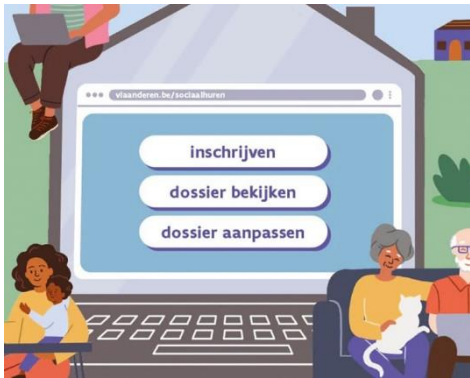 vlaanderen.be/sociaalhuren
inschrijven
dossier bekijken
dossier aanpassen